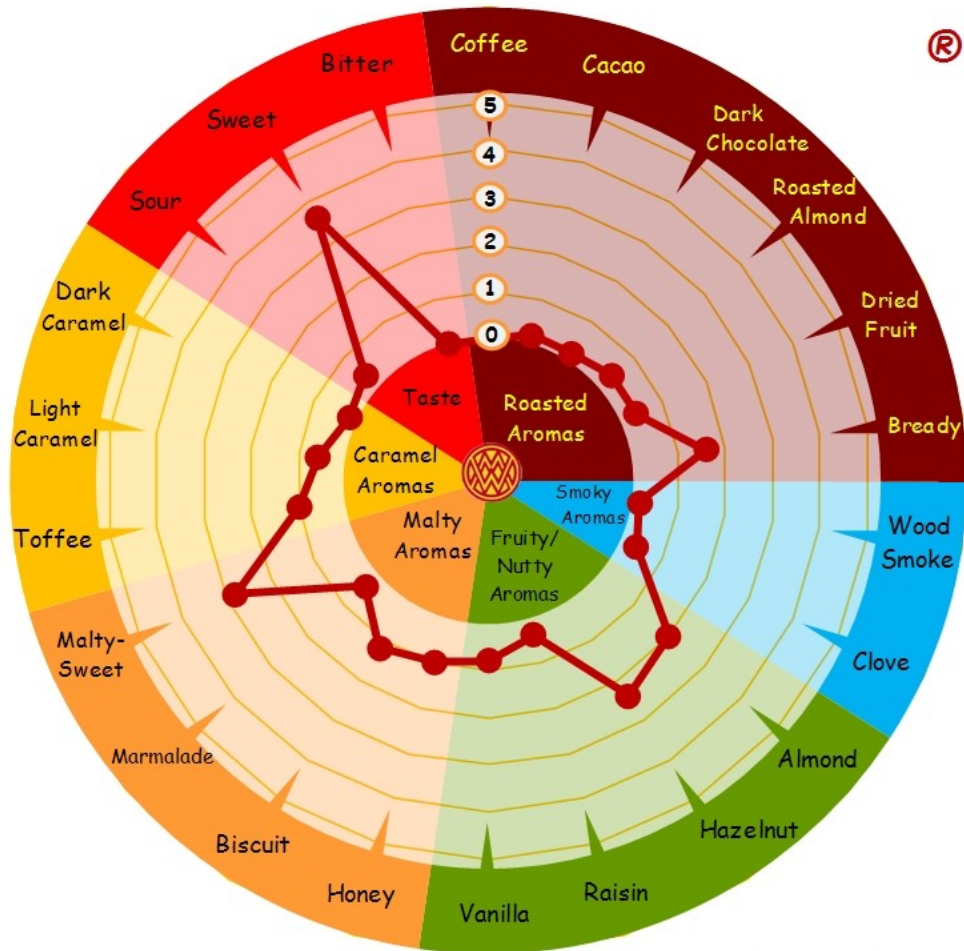 ®
Coffee
Cacao
Dark
Chocolate
Roasted
Almond
Dried
Fruit
Bready
Wood
Smoke
Clove
Almond
Hazelnut
Raisin
Vanilla
Honey
Biscuit
Marmalade
Malty-
Sweet
Toffee
Light
Caramel
Dark
Caramel
Sour
Sweet
Bitter
5
4
3
2
1
0
Taste
Roasted
Aromas
Smoky
Aromas
Fruity/
Nutty
Aromas
Malty
Aromas
Caramel
Aromas